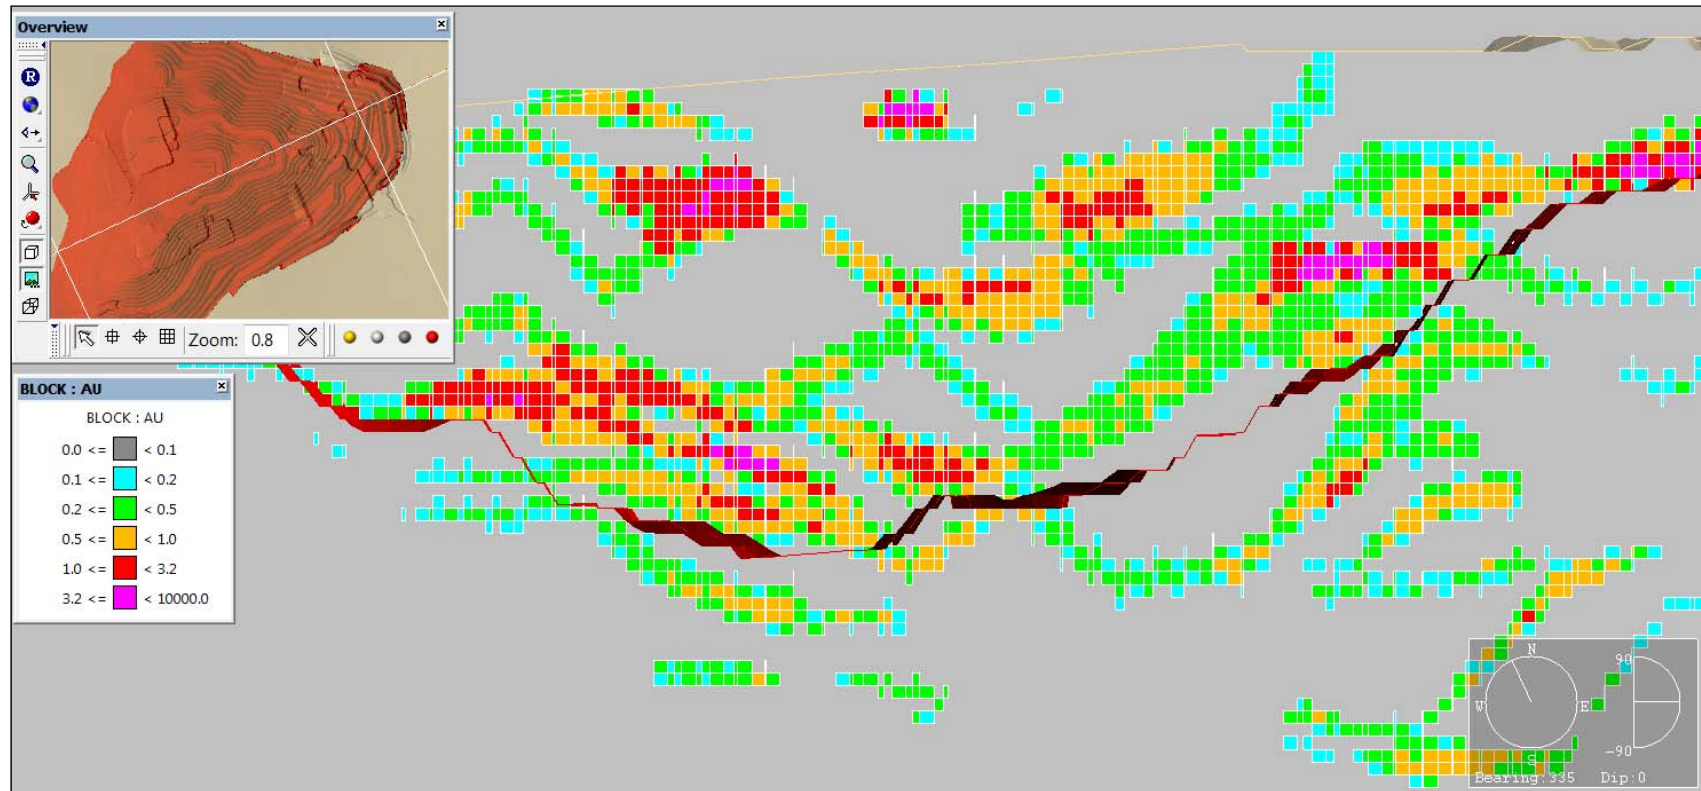 Overview
R
Zoom: 0.8
BLOCK : AU
BLOCK : AU
0.0 <= < 0.1
0.1 <= < 0.2
0.2 <= < 0.5
0.5 <= < 1.0
1.0 <= < 3.2
3.2 <= < 10000.0
N
90
W
E
S
-90
Bearing:335 Dip:0